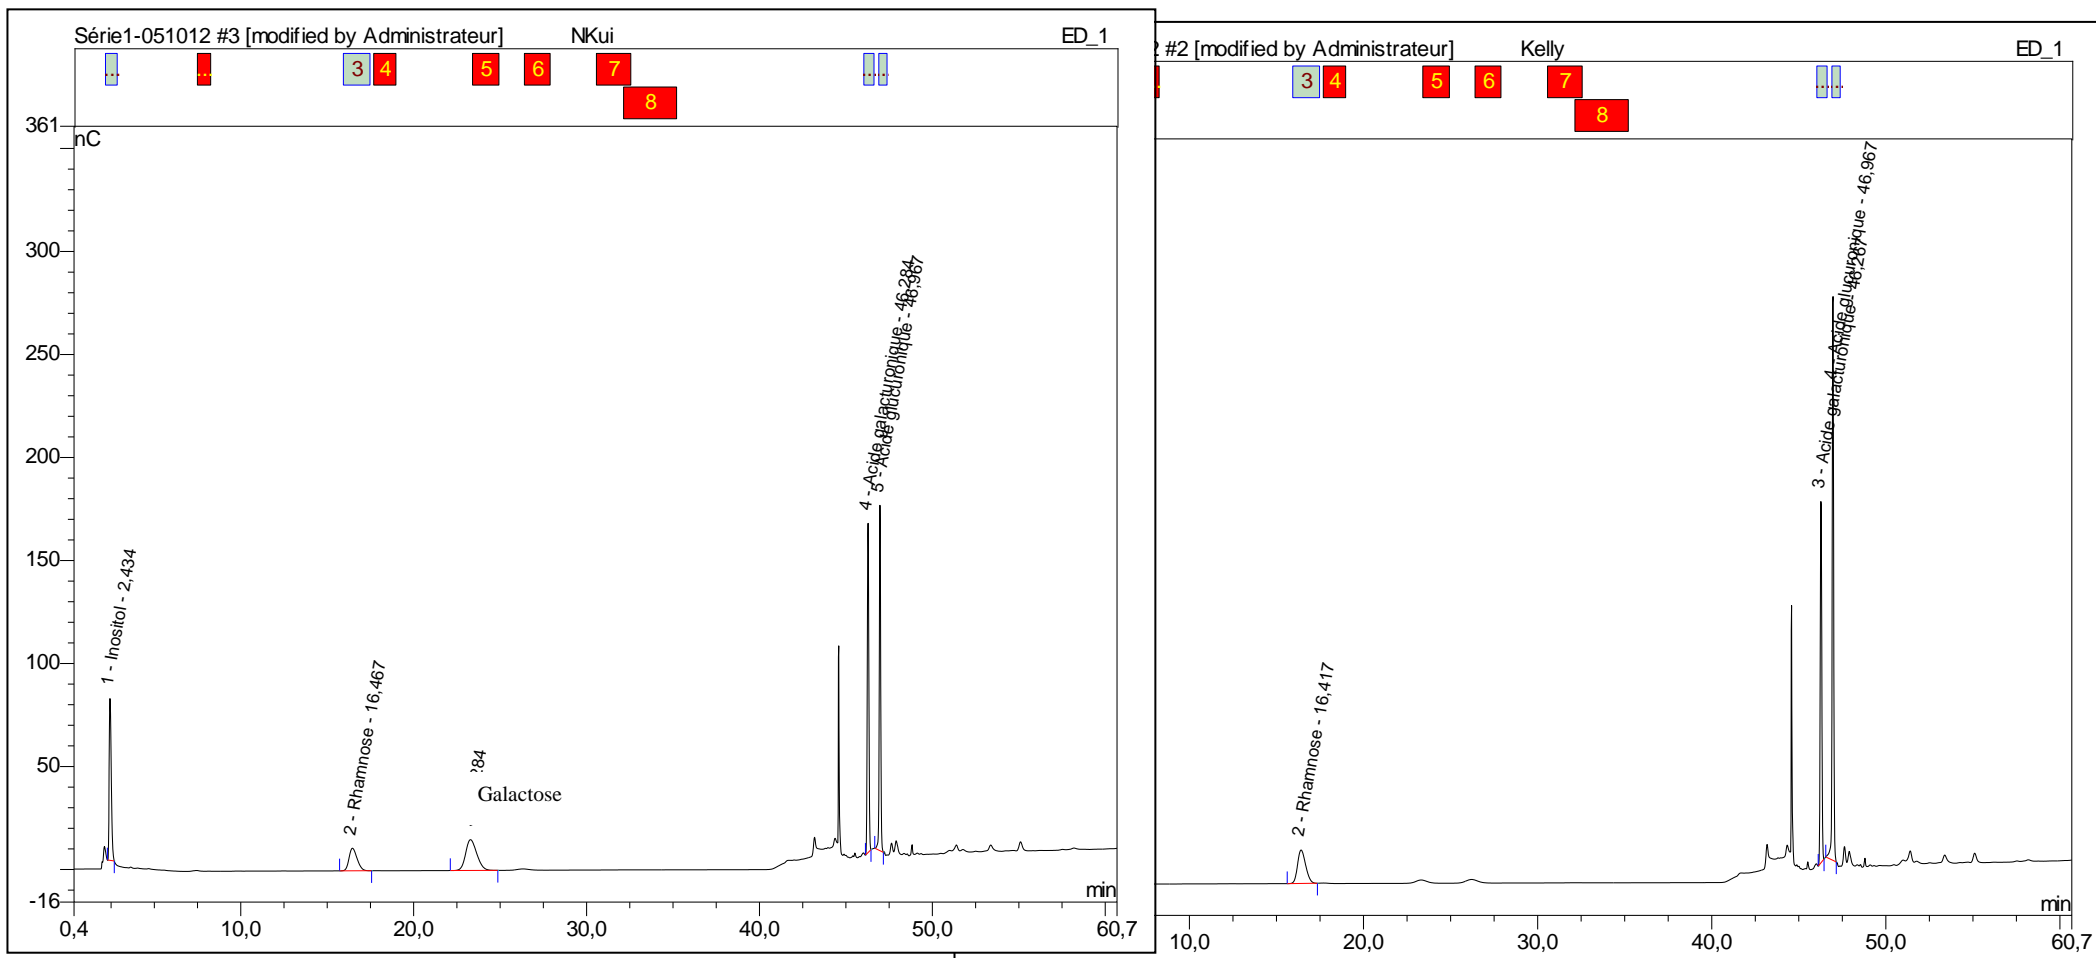 Série1-051012 #3 [modified by Administrateur] NKui ED_1
... ... 3 4 5 6 7 ... ...
8
361
nC
300
250
200
150
100
50
-16
1 - Inositol - 2,434
2 - Rhamnose - 16,467
284
Galactose
4 - Acide galacturonique - 46,284
5 - Acide glucuronique - 46,967
min
0,4 10,0 20,0 30,0 40,0 50,0 60,7
#2 [modified by Administrateur] Kelly ED_1
3 4 5 6 7 ... ...
8
2 - Rhamnose - 16,417
3 - Acide galacturonique - 46,267
4 - Acide glucuronique - 46,967
min
10,0 20,0 30,0 40,0 50,0 60,7